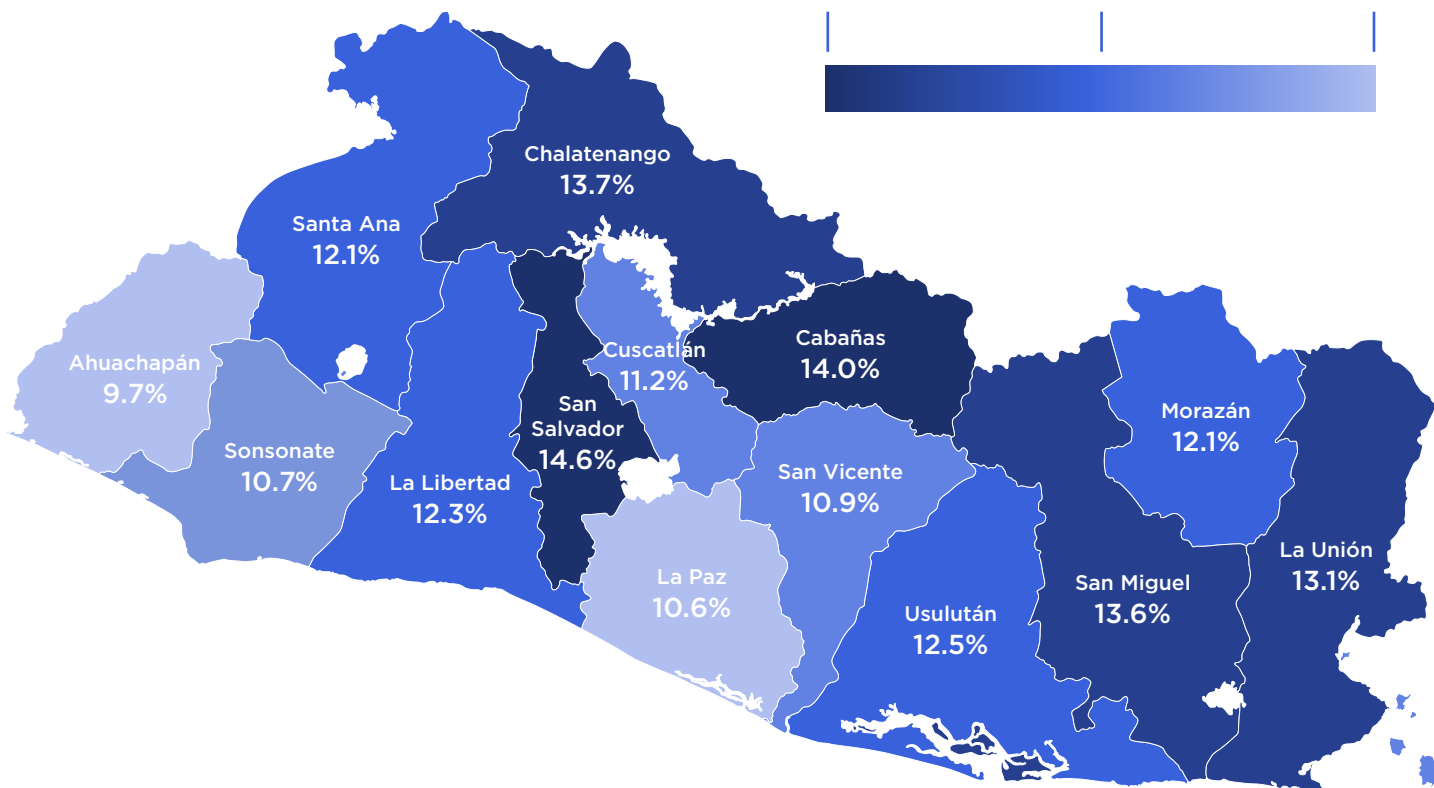 Chalatenango
13.7%
Santa Ana
12.1%
Cabañas
14.0%
Cuscatlán
11.2%
Ahuachapán
9.7%
San
Salvador
14.6%
Morazán
12.1%
Sonsonate
10.7%
San Vicente
10.9%
La Libertad
12.3%
La Unión
13.1%
La Paz
10.6%
San Miguel
13.6%
Usulután
12.5%